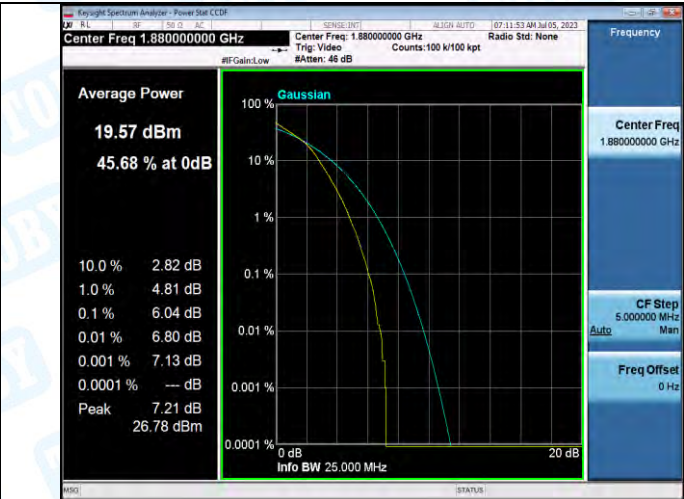 Keysight Spectrum Analyzer - Power Stat CCDF
RL RF 50 Ω AC SENSE:INT ALIGN AUTO 07:11:53 AM Jul 05, 2023
Center Freq 1.880000000 GHz
Center Freq: 1.880000000 GHz Radio Std: None
Trig: Video Counts:100 k/100 kpt
#IFGain:Low #Atten: 46 dB
Frequency
Average Power
19.57 dBm
45.68 % at 0dB
10.0 % 2.82 dB
1.0 % 4.81 dB
0.1 % 6.04 dB
0.01 % 6.80 dB
0.001 % 7.13 dB
0.0001 % --- dB
Peak 7.21 dB
26.78 dBm
Gaussian
100 %
10 %
1 %
0.1 %
0.01 %
0.001 %
0.0001 %
0 dB 20 dB
Info BW 25.000 MHz
Center Freq
1.880000000 GHz
CF Step
5.000000 MHz
Auto Man
Freq Offset
0 Hz
MSG STATUS